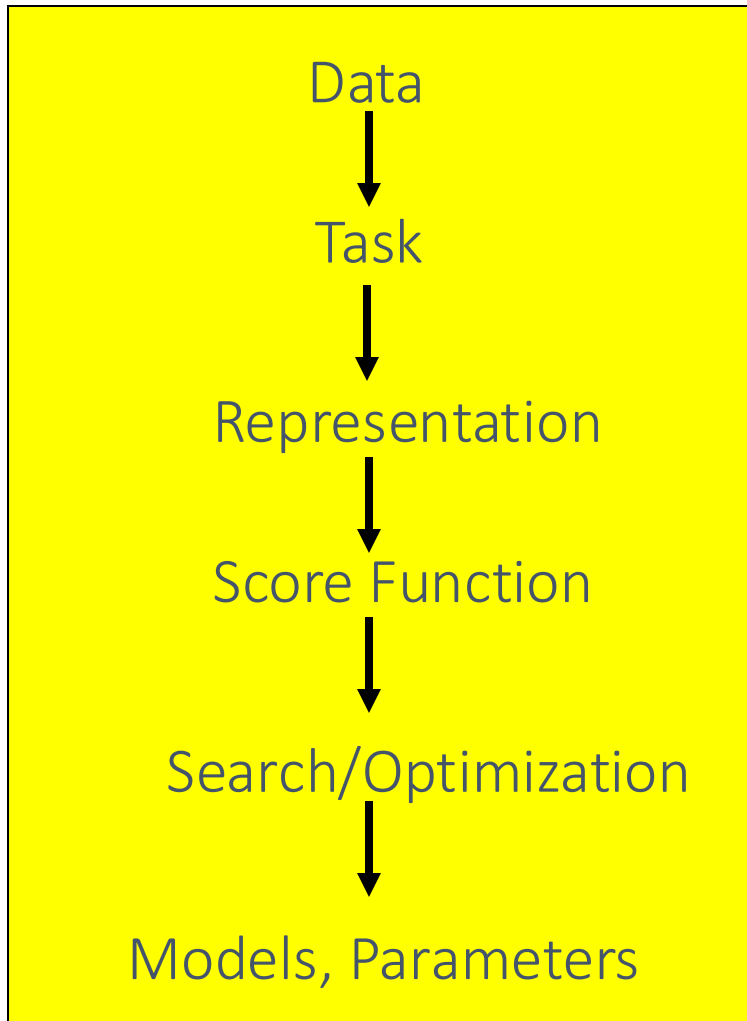 Data
Task
Representation
Score Function
Search/Optimization
Models, Parameters